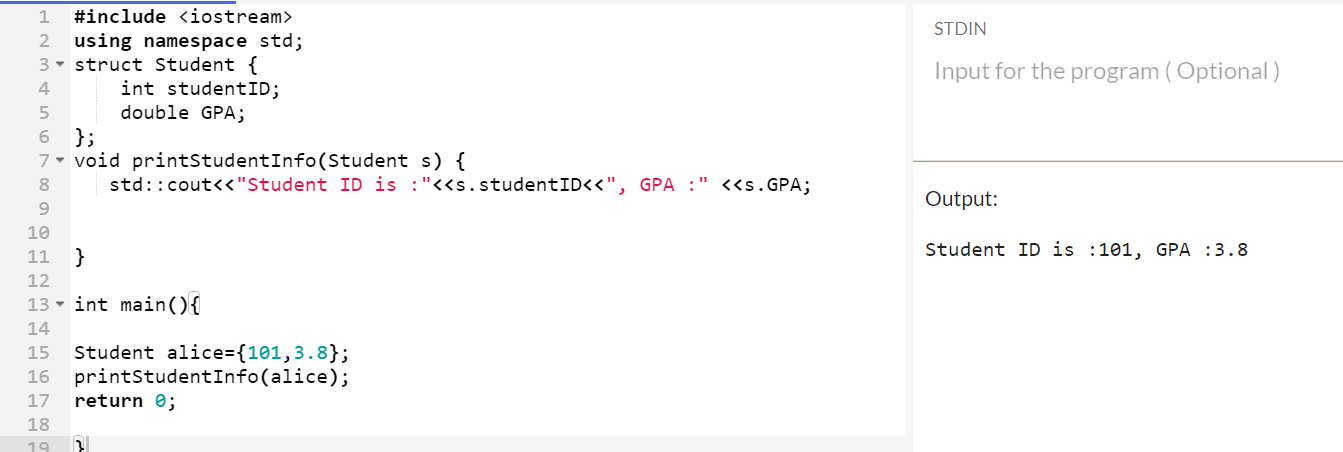 1 #include <iostream>
2 using namespace std;
3 struct Student {
4 int studentID;
5 double GPA;
6 };
7 void printStudentInfo(Student s) {
8 std::cout<<"Student ID is :"<<s.studentID<<", GPA :" <<s.GPA;
9
10
11 }
12
13 int main(){
14
15 Student alice={101,3.8};
16 printStudentInfo(alice);
17 return 0;
18
19 }
STDIN
Input for the program ( Optional )
Output:
Student ID is :101, GPA :3.8